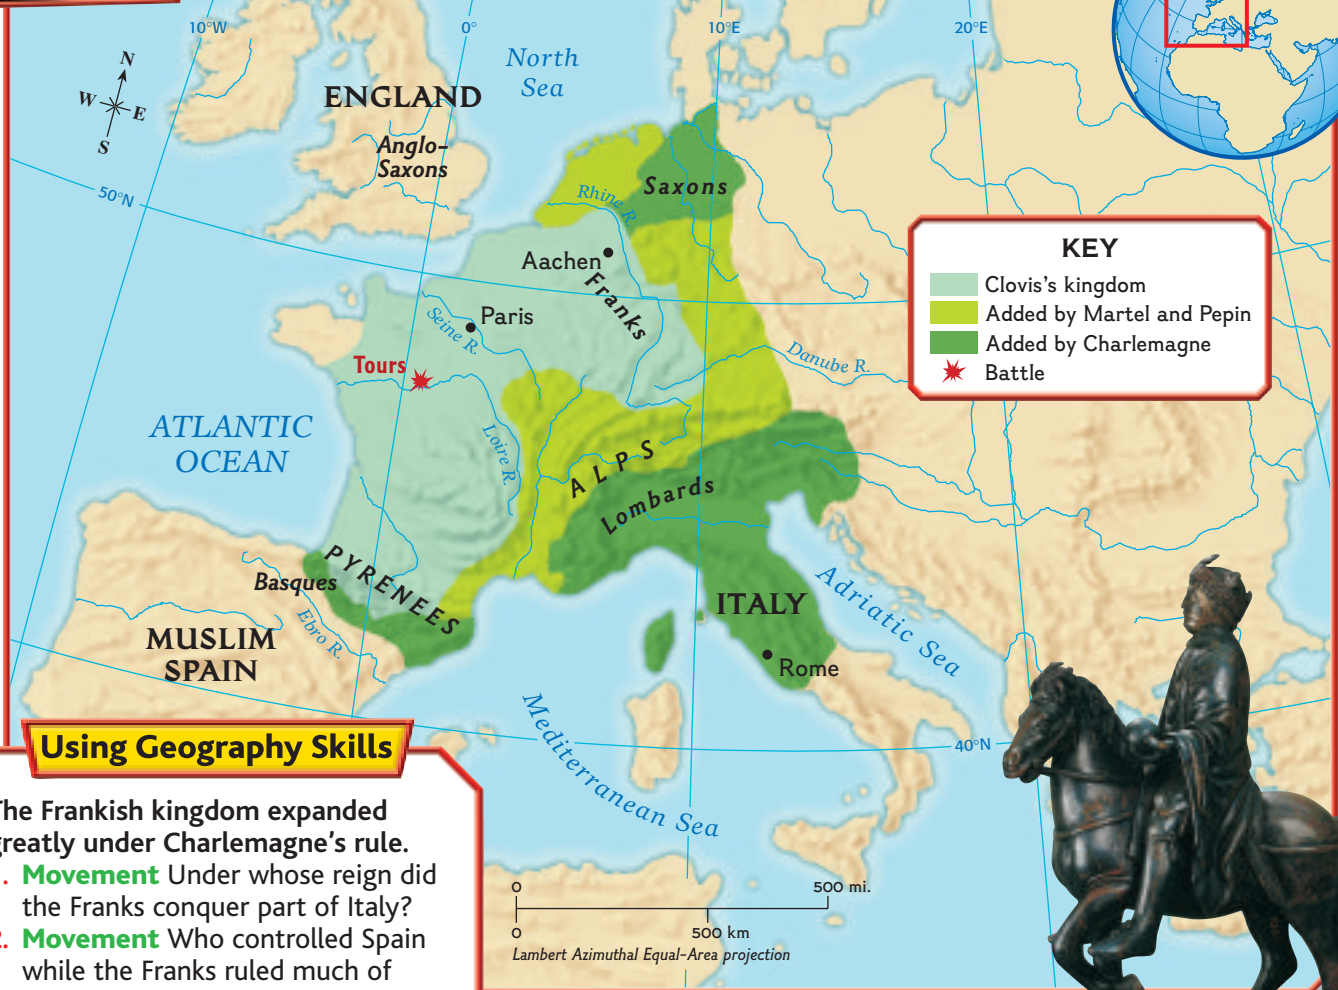 10°W
0°
10°E
20°E
North
Sea
N
W
E
S
ENGLAND
Anglo-
Saxons
50°N
Rhine R.
Saxons
Aachen
Franks
Seine R.
Paris
Tours
Danube R.
KEY
Clovis's kingdom
Added by Martel and Pepin
Added by Charlemagne
Battle
ATLANTIC
OCEAN
Loire R.
ALPS
Lombards
PYRENEES
Basques
Ebro R.
MUSLIM
SPAIN
ITALY
Adriatic Sea
Rome
Mediterranean Sea
40°N
Using Geography Skills
The Frankish kingdom expanded
greatly under Charlemagne's rule.
. Movement Under whose reign did
the Franks conquer part of Italy?
2. Movement Who controlled Spain
while the Franks ruled much of
0
500 mi.
0
500 km
Lambert Azimuthal Equal-Area projection